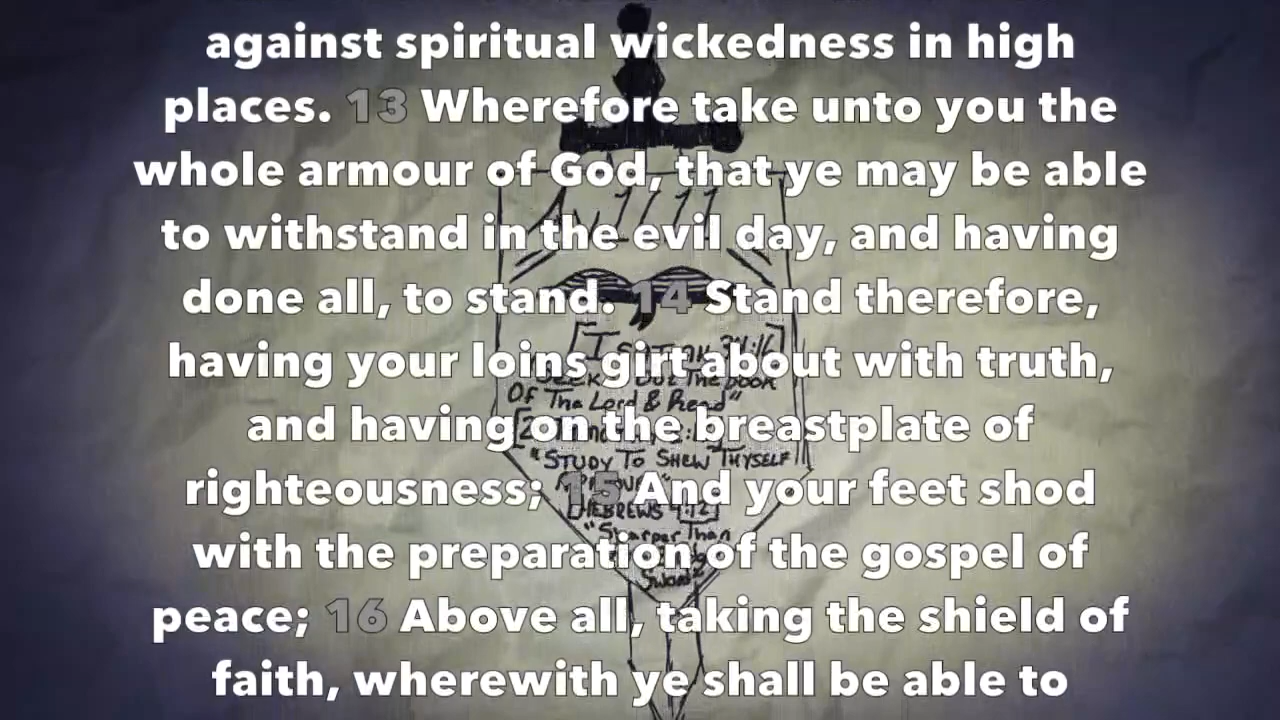 against spiritual wickedness in high
places. 13 Wherefore take unto you the
whole armour of God, that ye may be able
to withstand in the evil day, and having
done all, to stand. 14 Stand therefore,
having your loins girt about with truth,
and having on the breastplate of
righteousness; 15 And your feet shod
with the preparation of the gospel of
peace; 16 Above all, taking the shield of
faith, wherewith ye shall be able to
Of The Lord & Read"
"STUDY TO SHEW THYSELF
HEBREWS 4:12]
"Sharper Than
Sword"